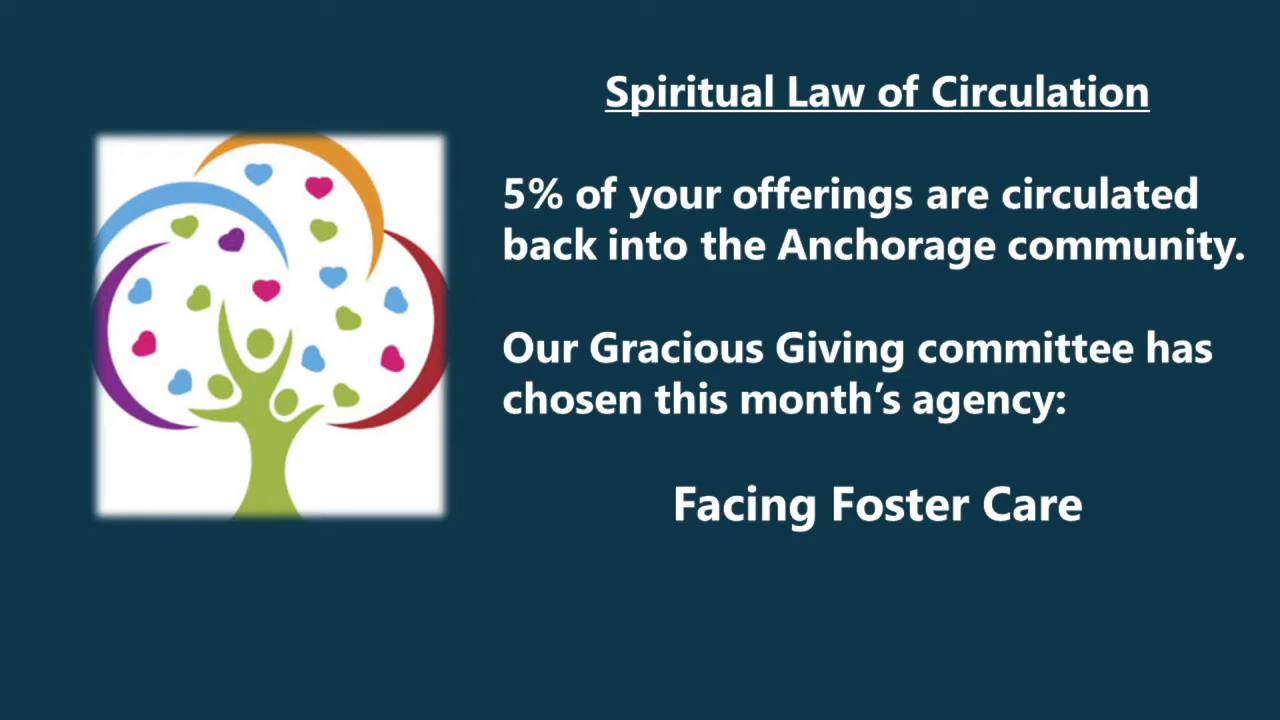 Spiritual Law of Circulation
5% of your offerings are circulated
back into the Anchorage community.
Our Gracious Giving committee has
chosen this month’s agency:
Facing Foster Care